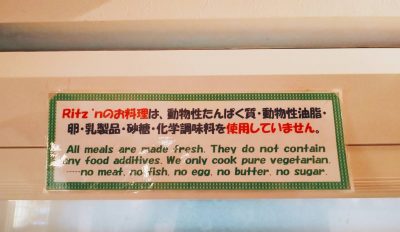 Ritz'nのお料理は、動物性たんぱく質・動物性油脂・
卵・乳製品・砂糖・化学調味料を使用していません。
All meals are made fresh. They do not contain
any food additives. We only cook pure vegetarian.
……no meat, no fish, no egg, no butter, no sugar.